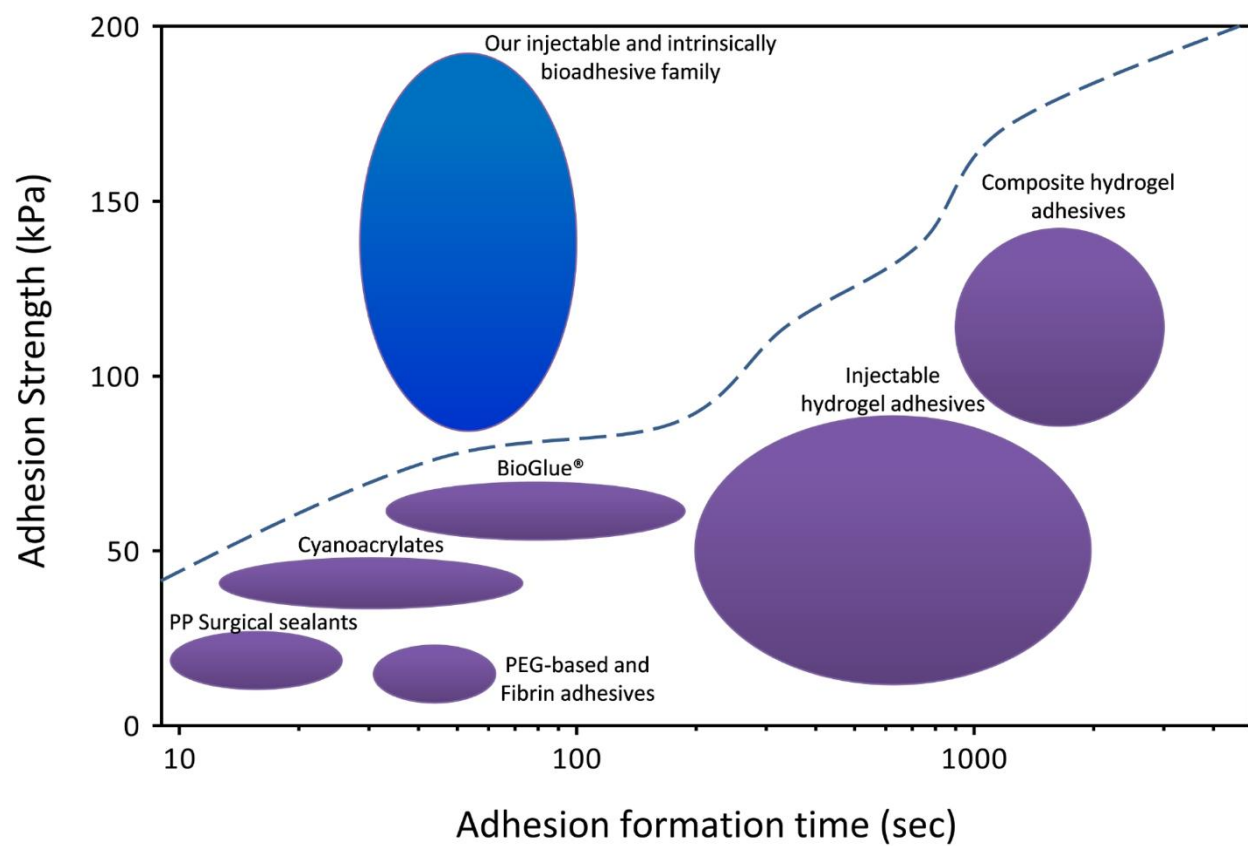 Our injectable and intrinsically
bioadhesive family
Composite hydrogel
adhesives
Injectable
hydrogel adhesives
BioGlue®
Cyanoacrylates
PP Surgical sealants
PEG-based and
Fibrin adhesives
Adhesion Strength (kPa)
200
150
100
50
0
10
100
1000
Adhesion formation time (sec)